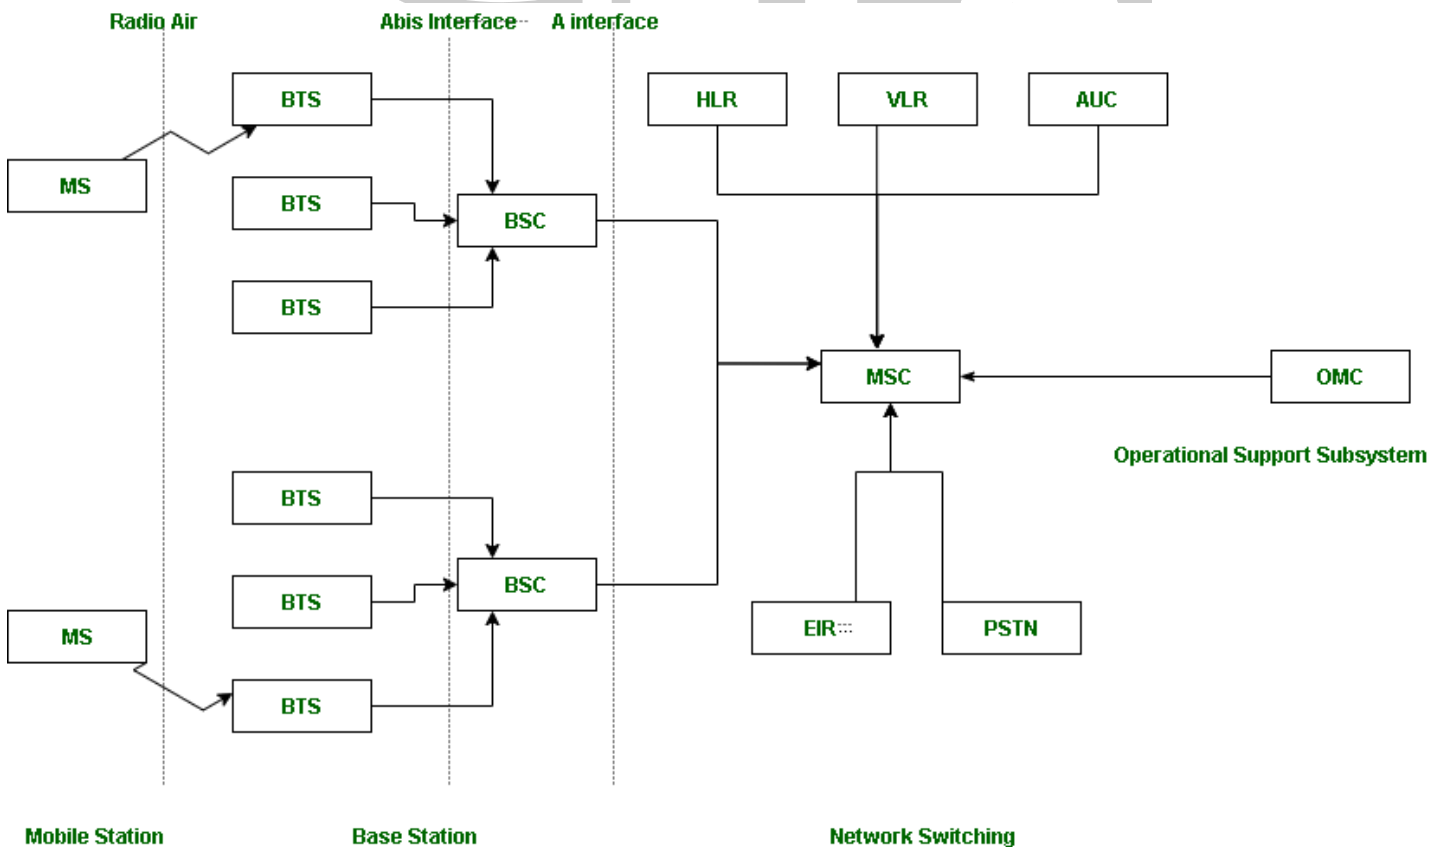 Radio Air
Abis Interface
A interface
BTS
HLR
VLR
AUC
MS
BTS
BSC
BTS
MSC
OMC
Operational Support Subsystem
BTS
BSC
BTS
MS
EIR
PSTN
BTS
Mobile Station
Base Station
Network Switching